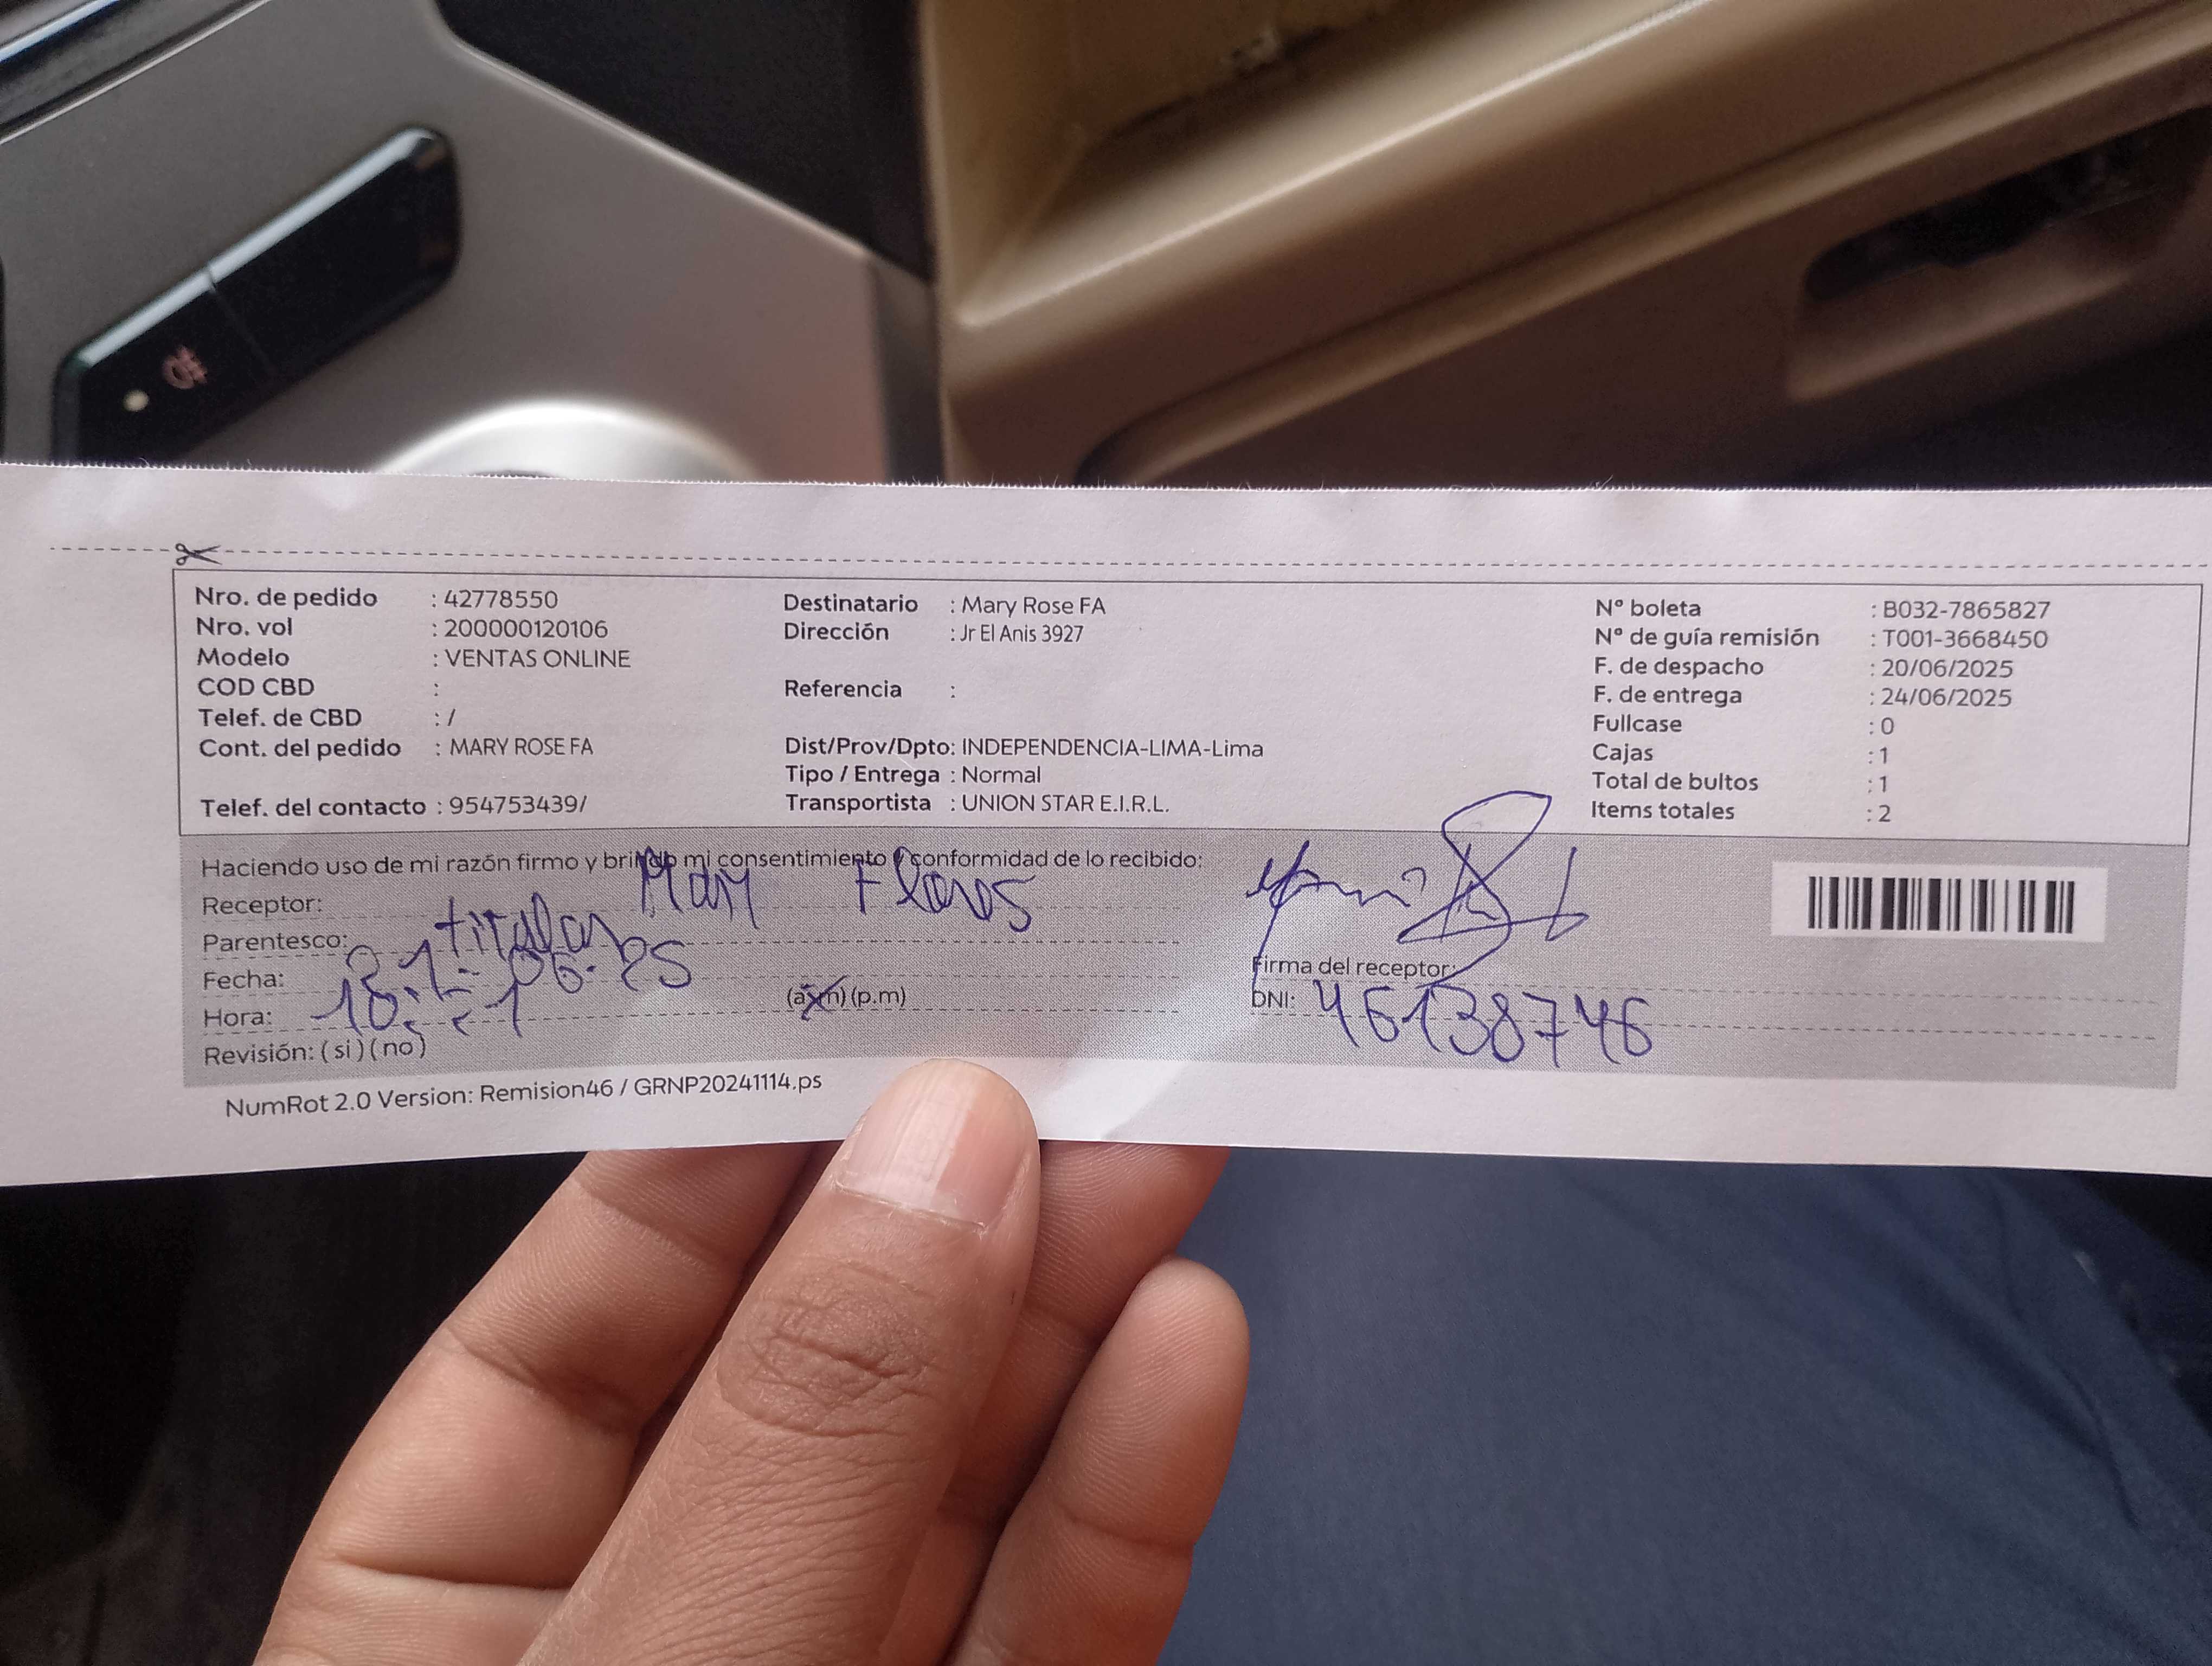 Nro. de pedido : 42778550
Nro. vol : 200000120106
Modelo : VENTAS ONLINE
COD CBD :
Telef. de CBD : /
Cont. del pedido : MARY ROSE FA
Telef. del contacto : 954753439/
Destinatario : Mary Rose FA
Dirección : Jr El Anis 3927
Referencia :
Dist/Prov/Dpto: INDEPENDENCIA-LIMA-Lima
Tipo / Entrega : Normal
Transportista : UNION STAR E.I.R.L.
Nº boleta : B032-7865827
Nº de guía remisión : T001-3668450
F. de despacho : 20/06/2025
F. de entrega : 24/06/2025
Fullcase : 0
Cajas : 1
Total de bultos : 1
Items totales : 2
Haciendo uso de mi razón firmo y brindo mi consentimiento y conformidad de lo recibido:
Receptor: Mary Flores
Parentesco: titular
Fecha:
Hora: (a.m) (p.m)
Revisión: (si) (no)
Firma del receptor:
DNI: 46138746
NumRot 2.0 Version: Remision46 / GRNP20241114.ps